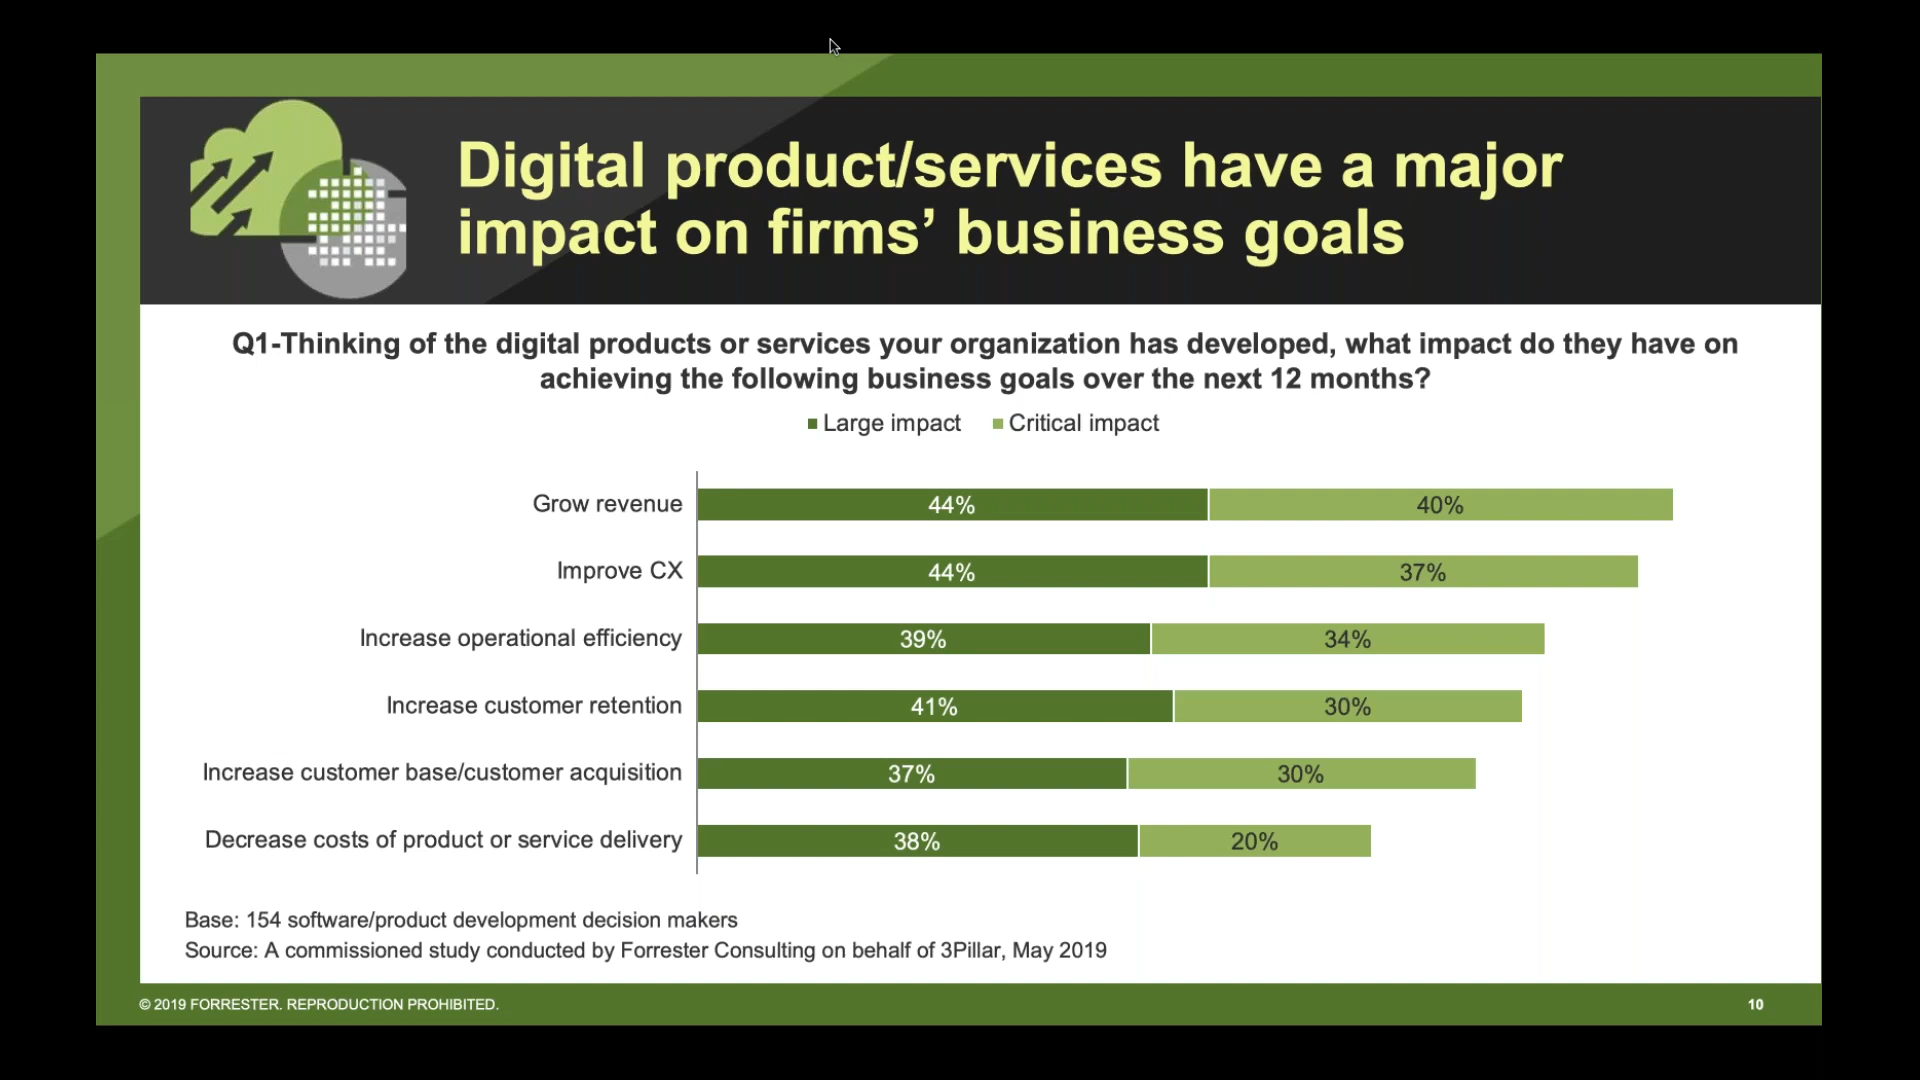 Digital product/services have a major
impact on firms’ business goals
Q1-Thinking of the digital products or services your organization has developed, what impact do they have on
achieving the following business goals over the next 12 months?
Large impact Critical impact
Grow revenue 44% 40%
Improve CX 44% 37%
Increase operational efficiency 39% 34%
Increase customer retention 41% 30%
Increase customer base/customer acquisition 37% 30%
Decrease costs of product or service delivery 38% 20%
Base: 154 software/product development decision makers
Source: A commissioned study conducted by Forrester Consulting on behalf of 3Pillar, May 2019
© 2019 FORRESTER. REPRODUCTION PROHIBITED. 10